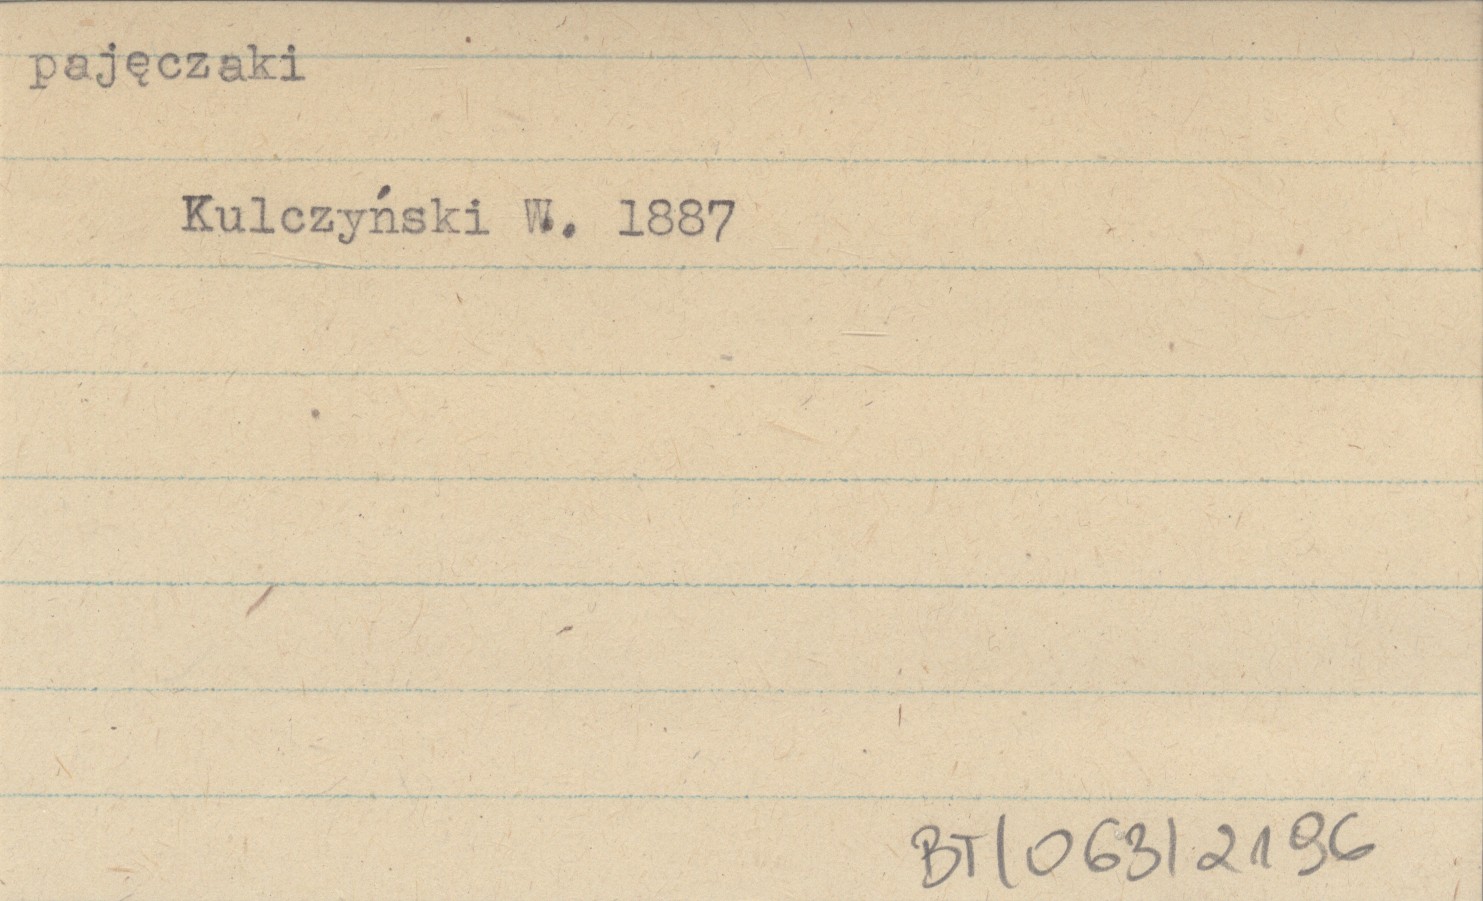 pajęczaki
Kulczyński W. 1887
BT/063/2196